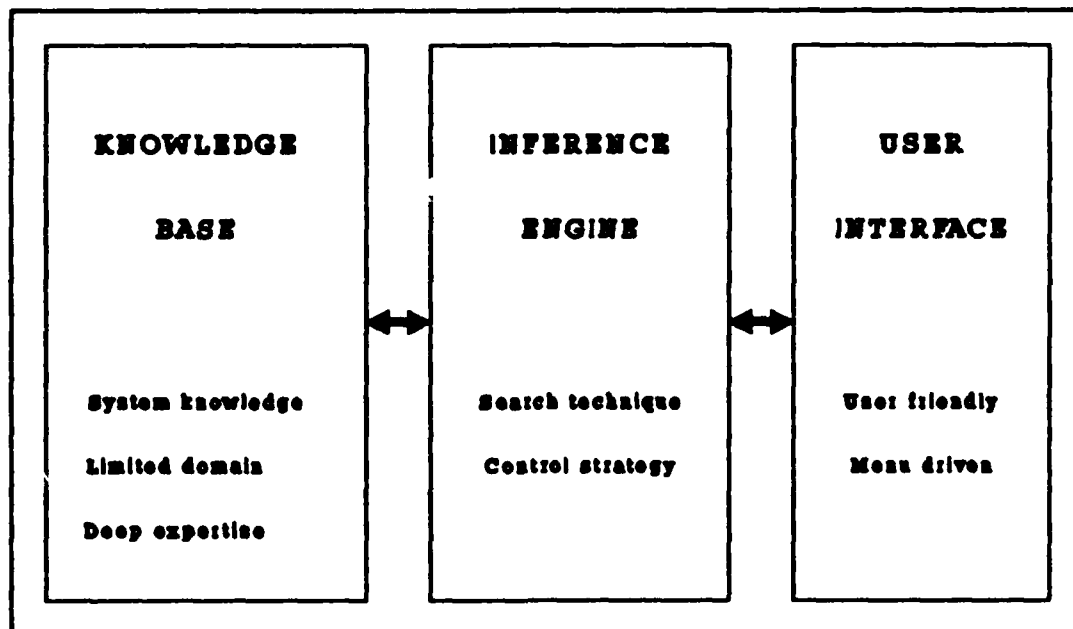 KNOWLEDGE
BASE
System knowledge
Limited domain
Deep expertise
INFERENCE
ENGINE
Search technique
Control strategy
USER
INTERFACE
User friendly
Menu driven